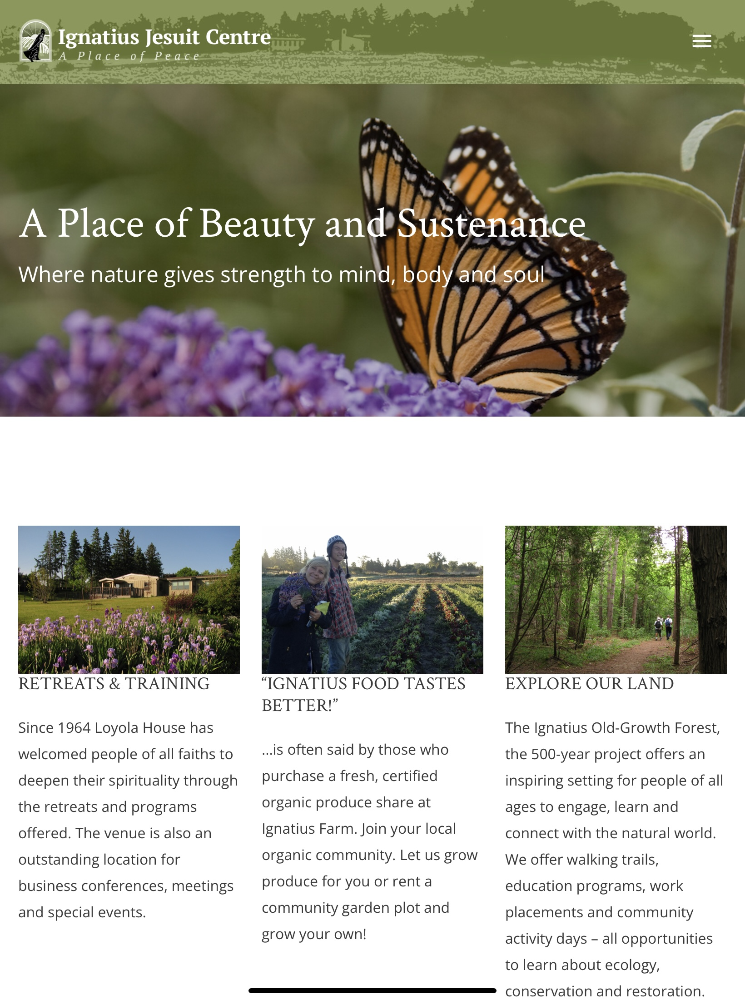 Ignatius Jesuit Centre
A Place of Peace
A Place of Beauty and Sustenance
Where nature gives strength to mind, body and soul
RETREATS & TRAINING
Since 1964 Loyola House has
welcomed people of all faiths to
deepen their spirituality through
the retreats and programs
offered. The venue is also an
outstanding location for
business conferences, meetings
and special events.
“IGNATIUS FOOD TASTES
BETTER!”
…is often said by those who
purchase a fresh, certified
organic produce share at
Ignatius Farm. Join your local
organic community. Let us grow
produce for you or rent a
community garden plot and
grow your own!
EXPLORE OUR LAND
The Ignatius Old-Growth Forest,
the 500-year project offers an
inspiring setting for people of all
ages to engage, learn and
connect with the natural world.
We offer walking trails,
education programs, work
placements and community
activity days – all opportunities
to learn about ecology,
conservation and restoration.